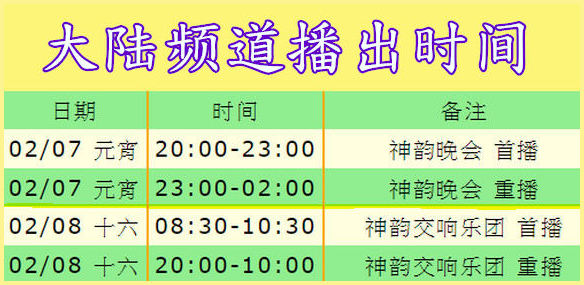 大陆频道播出时间
日期 时间 备注
02/07 元宵 20:00-23:00 神韵晚会 首播
02/07 元宵 23:00-02:00 神韵晚会 重播
02/08 十六 08:30-10:30 神韵交响乐团 首播
02/08 十六 20:00-10:00 神韵交响乐团 重播